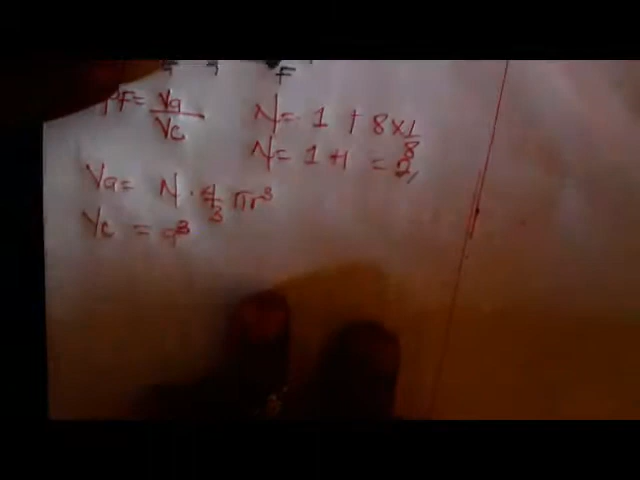 F
PF = Va/Vc
N = 1 + 8 × 1/8
N = 1 + 1 = 2,
Va = N · 4/3 πr³
Vc = a³